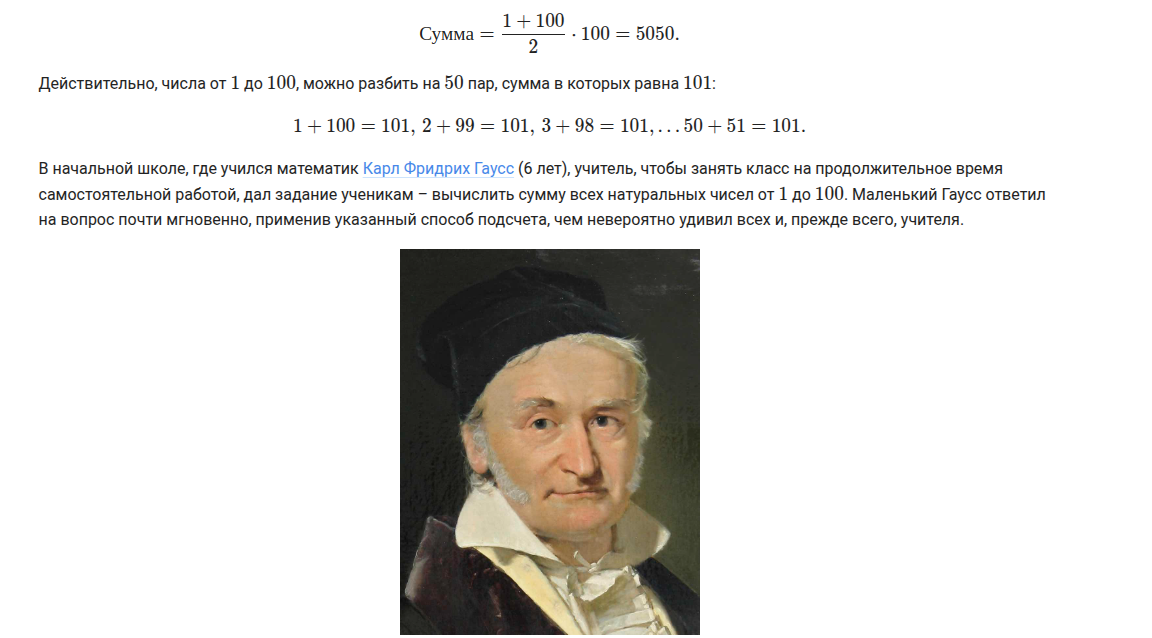 Сумма = \frac{1 + 100}{2} · 100 = 5050.
Действительно, числа от 1 до 100, можно разбить на 50 пар, сумма в которых равна 101:
1 + 100 = 101, 2 + 99 = 101, 3 + 98 = 101, … 50 + 51 = 101.
В начальной школе, где учился математик Карл Фридрих Гаусс (6 лет), учитель, чтобы занять класс на продолжительное время
самостоятельной работой, дал задание ученикам – вычислить сумму всех натуральных чисел от 1 до 100. Маленький Гаусс ответил
на вопрос почти мгновенно, применив указанный способ подсчета, чем невероятно удивил всех и, прежде всего, учителя.